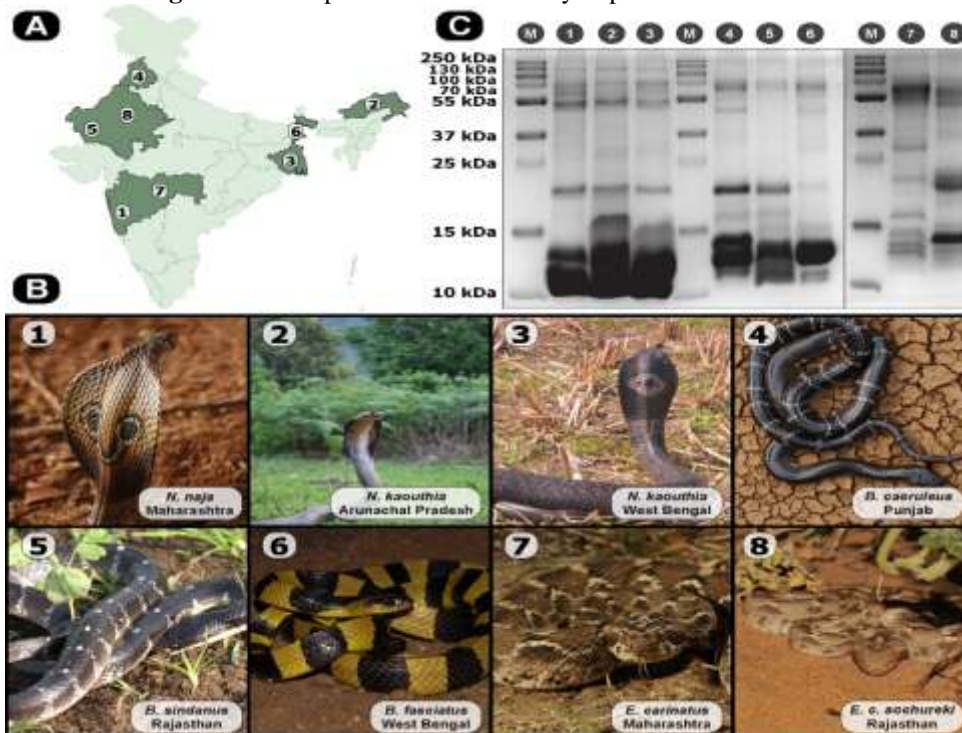 A
C
M 1 2 3 M 4 5 6 M 7 8
250 kDa
130 kDa
100 kDa
70 kDa
55 kDa
37 kDa
25 kDa
15 kDa
10 kDa
4
5
8
2
6
3
7
1
B
1
N. naja
Maharashtra
2
N. kaouthia
Arunachal Pradesh
3
N. kaouthia
West Bengal
4
B. caeruleus
Punjab
5
B. sindanus
Rajasthan
6
B. fasciatus
West Bengal
7
E. carinatus
Maharashtra
8
E. c. sochureki
Rajasthan